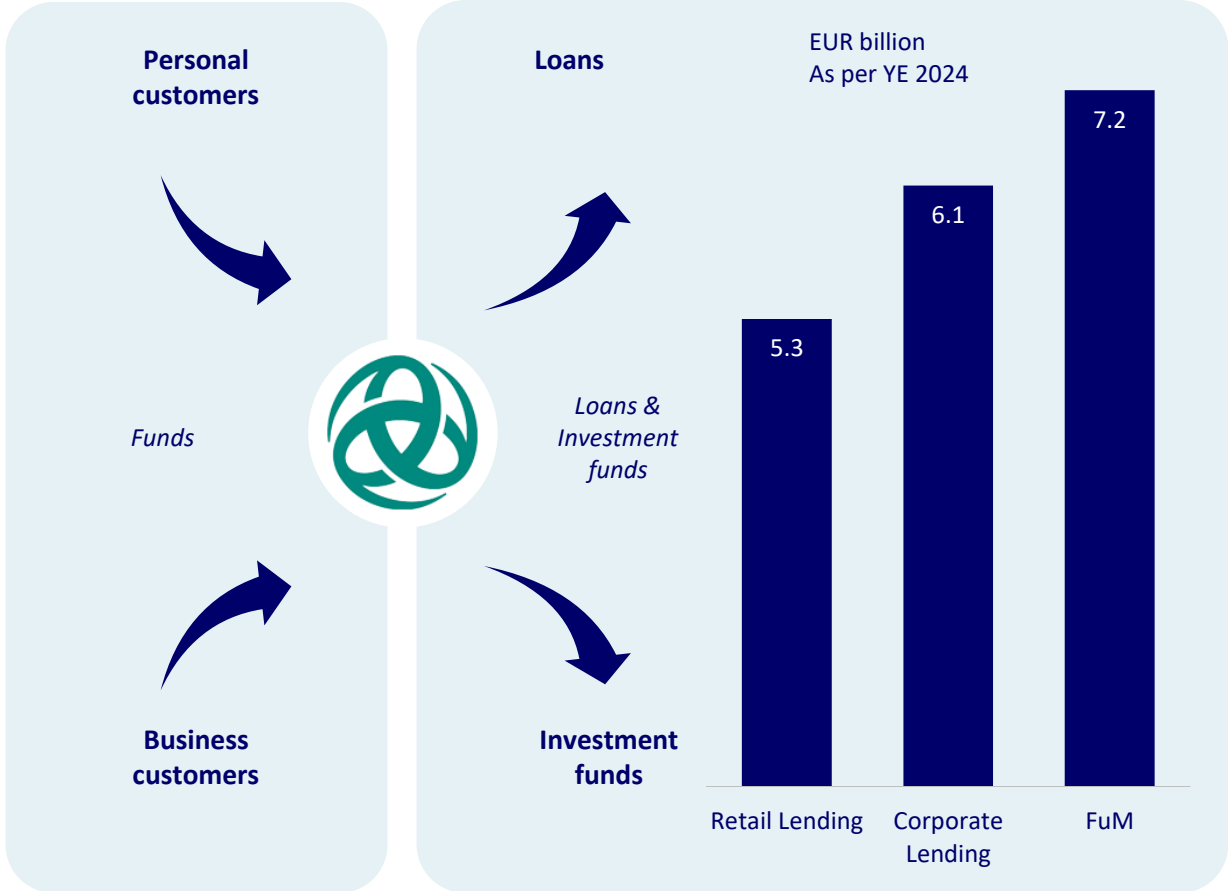 Personal
customers
Funds
Business
customers
Loans
Loans &
Investment
funds
Investment
funds
EUR billion
As per YE 2024
5.3
6.1
7.2
Retail Lending
Corporate
Lending
FuM